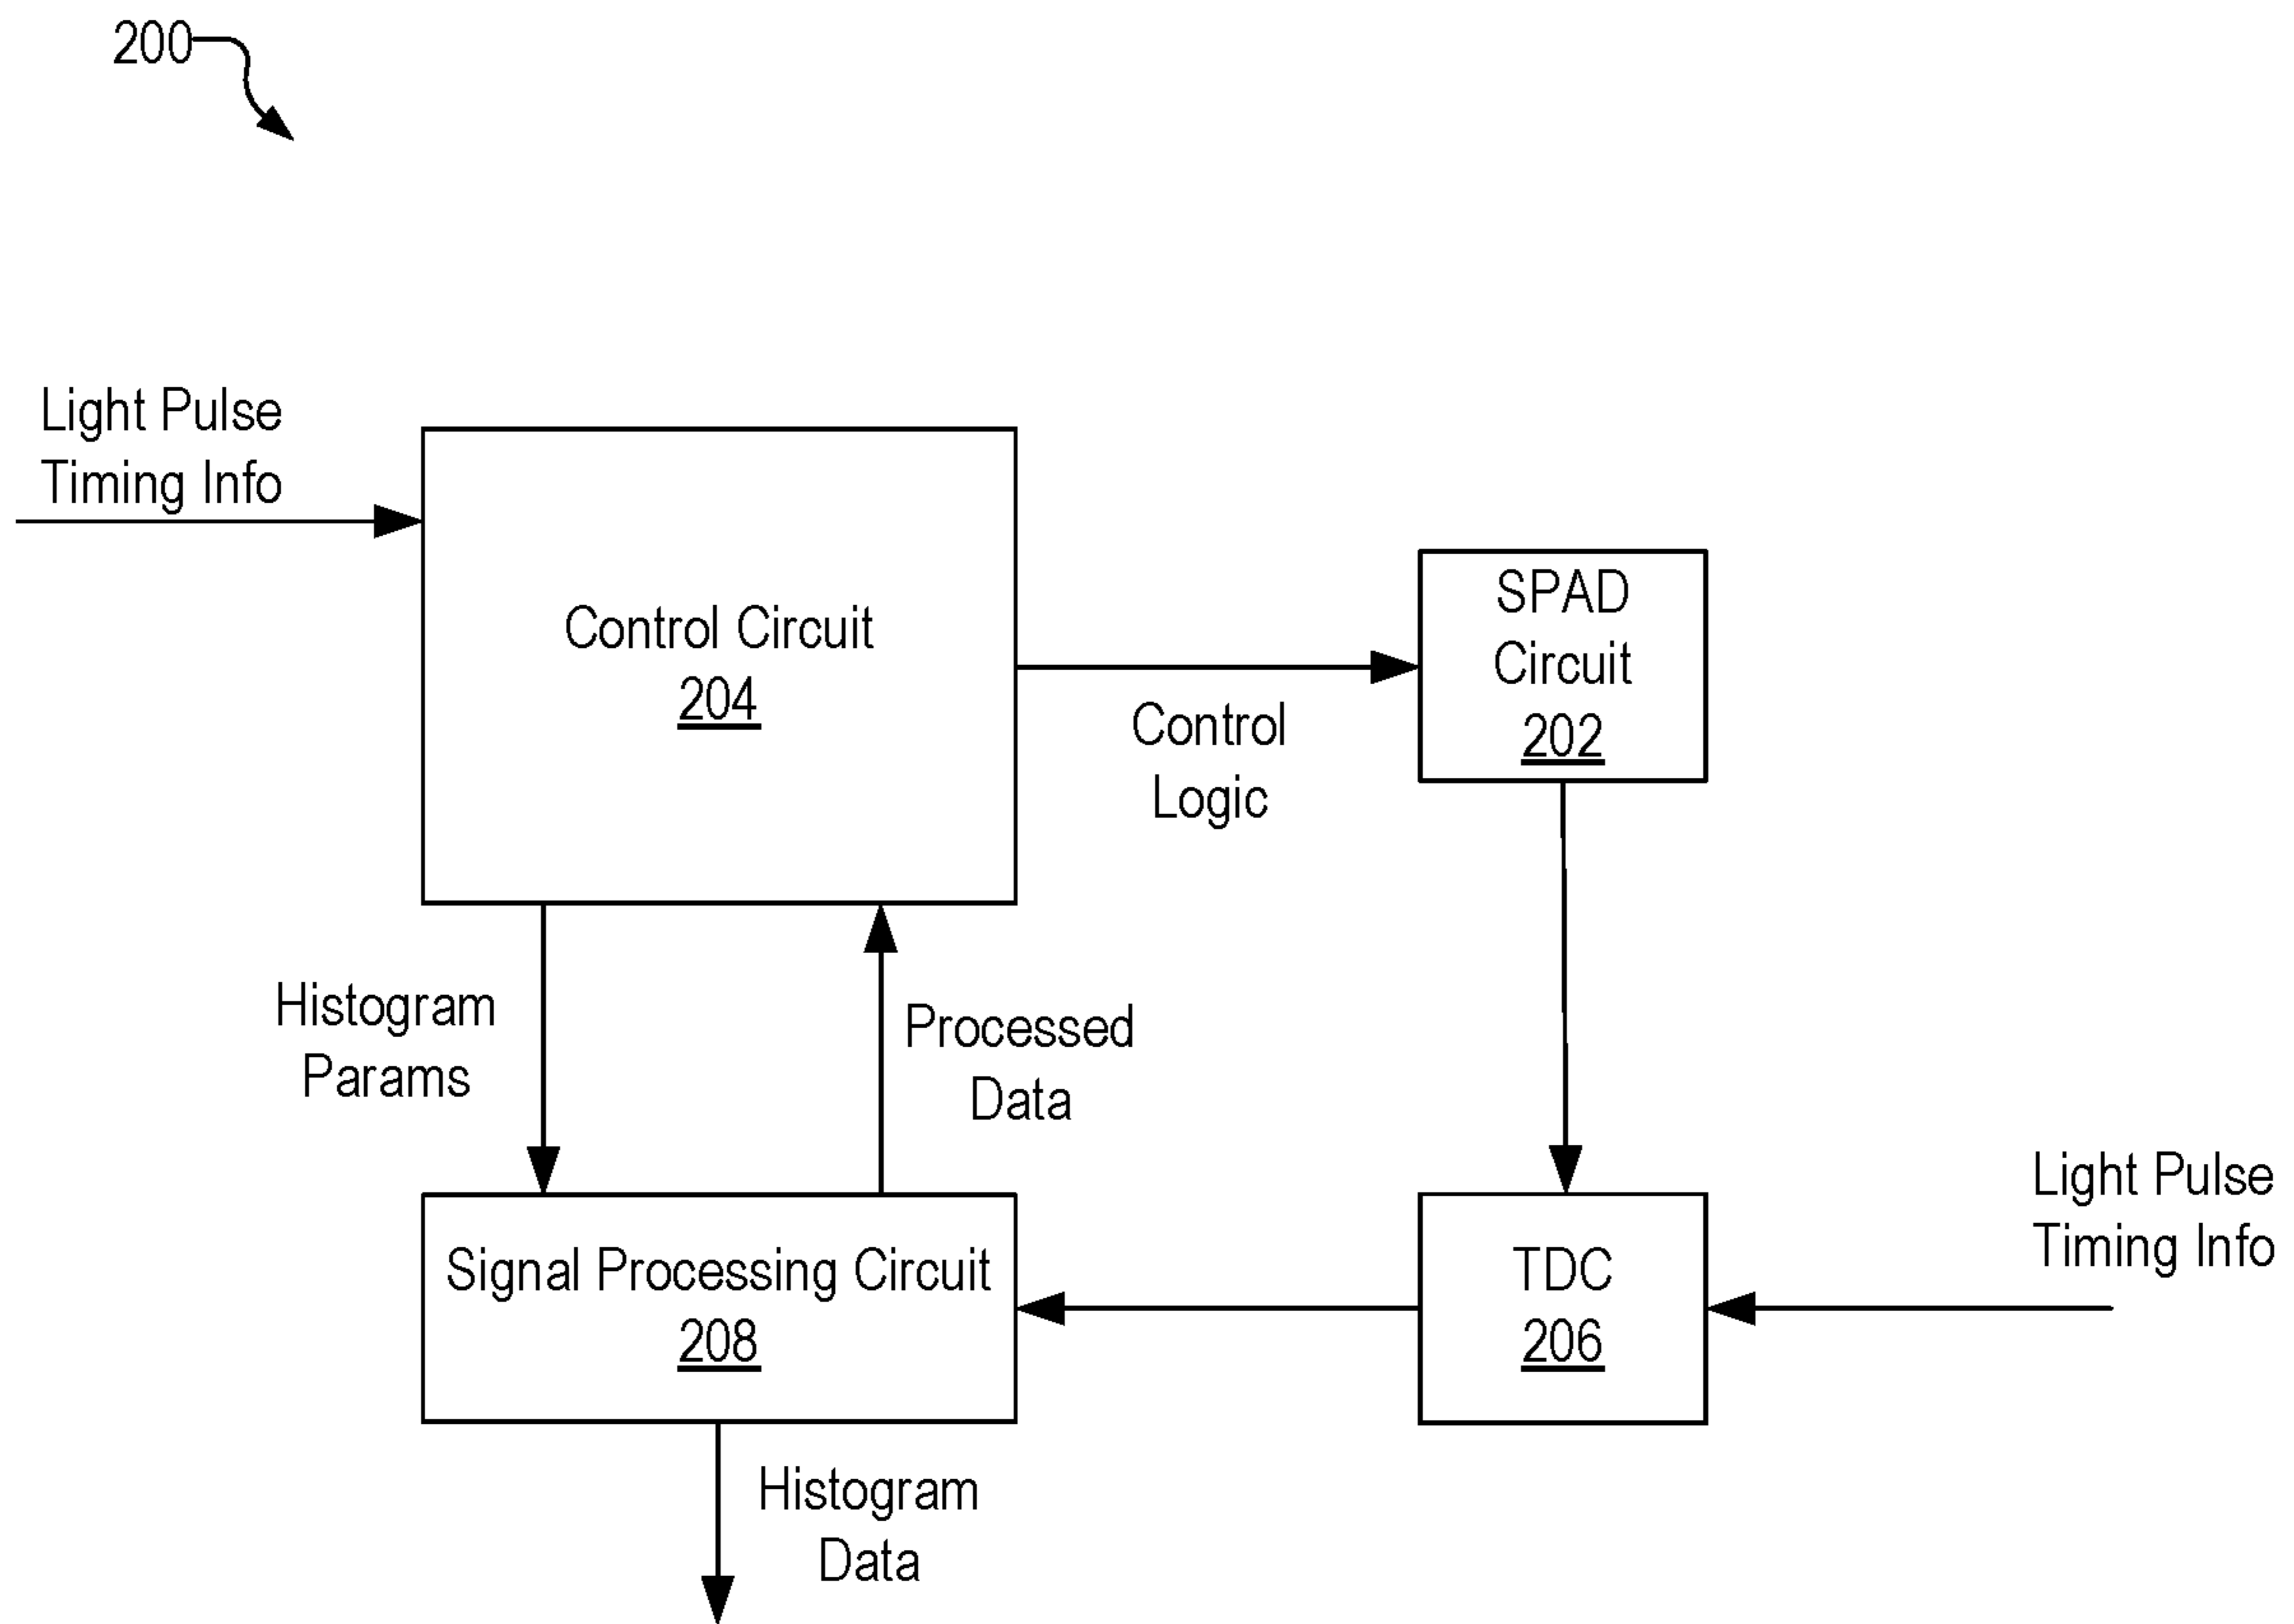 200
Light Pulse
Timing Info
Control Circuit
204
SPAD
Circuit
202
Control
Logic
Histogram
Params
Processed
Data
Signal Processing Circuit
208
TDC
206
Light Pulse
Timing Info
Histogram
Data